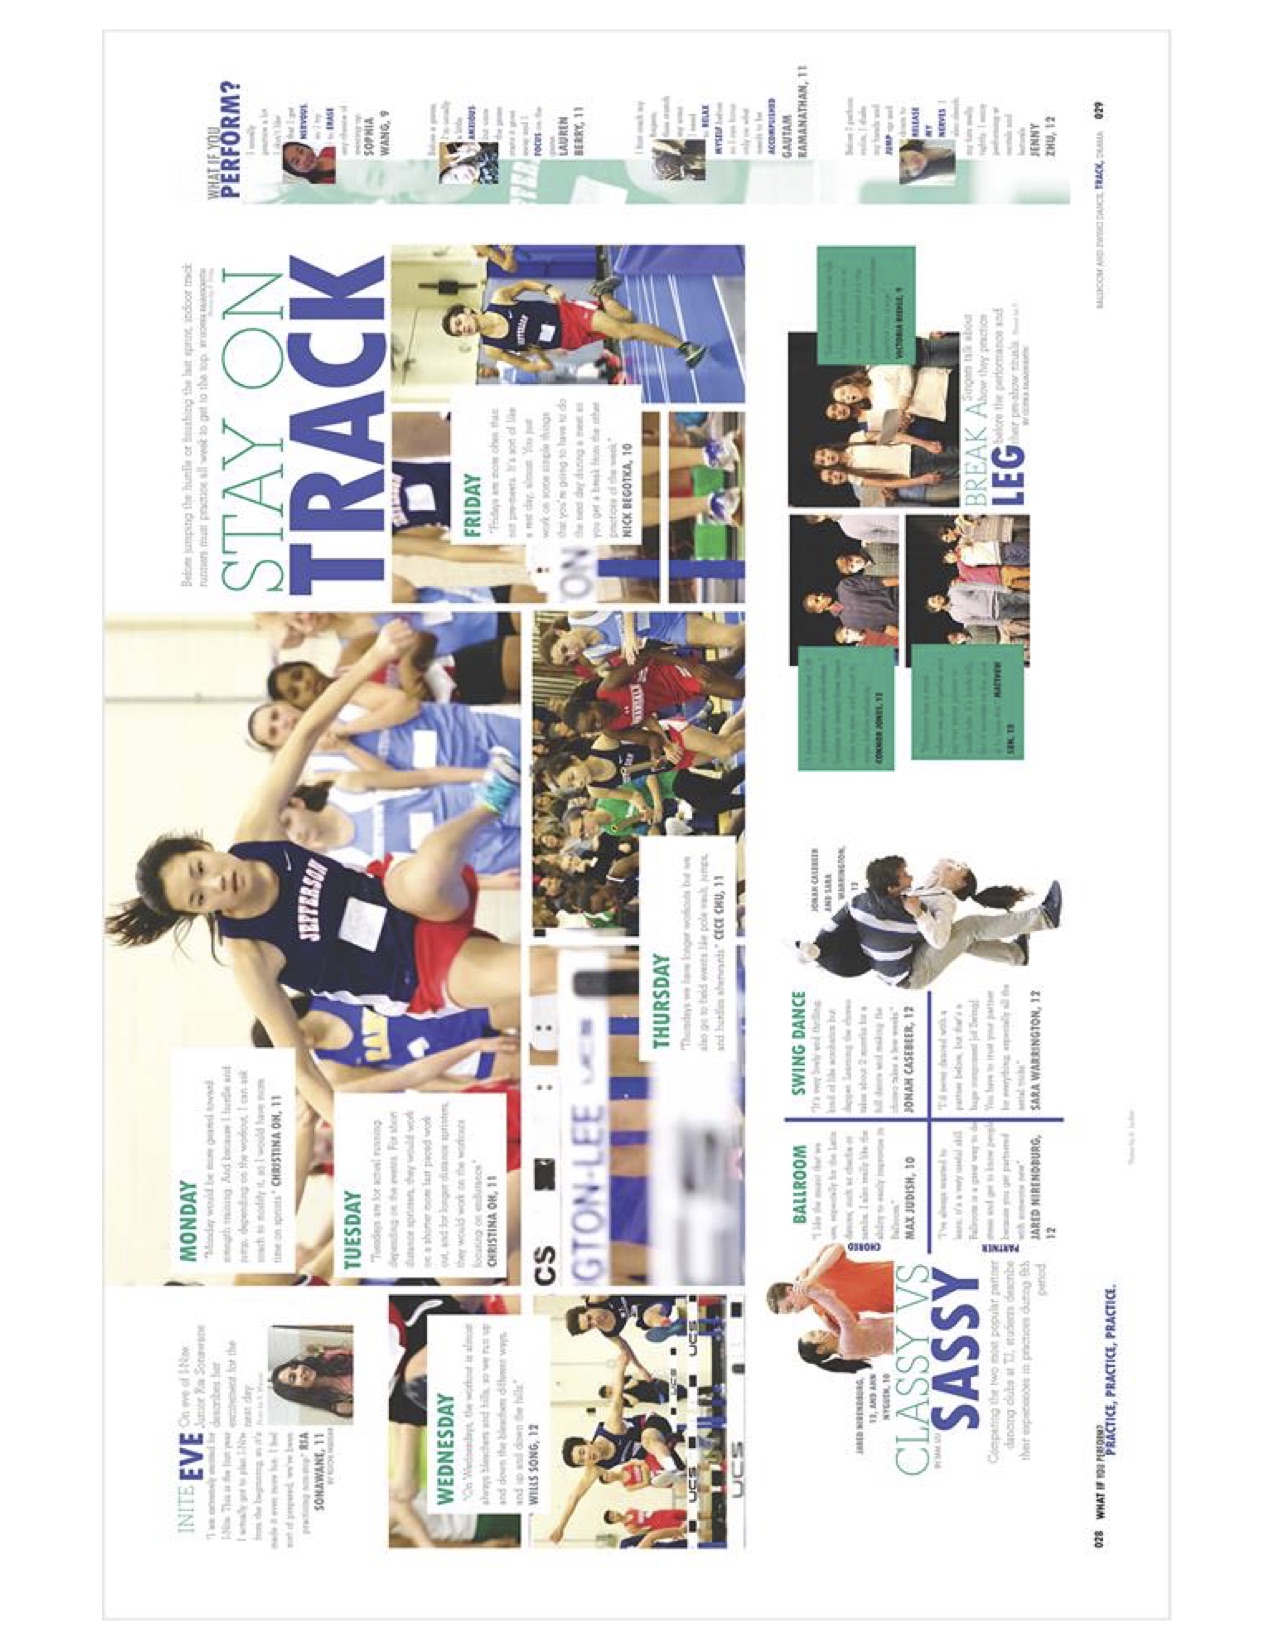 INITE EVE
On eve of I-Nite
Junior Ria Sonawane
describes her
excitement for the
next day.
"I am extremely excited for
I-Nite. This is the first year
I actually got to plan I-Nite
from the beginning, so it's
made it even more fun. I feel
sort of prepared, we've been
practicing non-stop" RIA
SONAWANE, 11
MONDAY
"Monday would be more geared toward
strength training. And because I hurdle and
jump, depending on the workout, I can ask
coach to modify it, so I would have more
time on sprints." CHRISTINA OH, 11
TUESDAY
"Tuesdays are for actual running
depending on the events. For short
distance sprinters, they would work
on a shorter more fast paced work
out, and for longer distance sprinters,
they would work on the workouts
focusing on endurance."
CHRISTINA OH, 11
WEDNESDAY
"On Wednesdays, the workout is almost
always bleachers and hills, so we run up
and down the bleachers different ways,
and up and down the hills."
WILLS SONG, 12
THURSDAY
"Thursdays we have longer workouts but we
also go to field events like pole vault, jumps,
and hurdles afterwards." CECE CHU, 11
Before jumping the hurdle or finishing the last sprint, indoor track
runners must practice all week to get to the top.
STAY ON
TRACK
FRIDAY
"Fridays are more often than
not pre-meets. It's sort of like
a rest day, almost. You just
work on some simple things
that you're going to have to do
the next day during a meet so
you get a break from the other
practices of the week."
NICK BEGOTKA, 10
JEFFERSON
CS
GTON-LEE UCS
UCS
UCS
UCS
UCS
ON
JEFFERSON
WHAT IF YOU
PERFORM?
I usually
practice a lot
I don't like
that I get
NERVOUS,
so I try
to ERASE
any chance of
messing up.
SOPHIA
WANG, 9
Before a game,
I'm usually
a little
ANXIOUS
but once
the game
starts it goes
away and I
FOCUS on the
game.
LAUREN
BERRY, 11
I first crack my
fingers,
then stretch
my arms
I need
to RELAX
MYSELF before
so I can focus
only on what
needs to be
ACCOMPLISHED
GAUTAM
RAMANATHAN, 11
Before I perform
violin, I shake
my hands and
JUMP up and
down to
RELEASE
MY
NERVES I
also clench
my fists really
tightly. I enjoy
performing at
recitals and
festivals.
JENNY
ZHU, 12
JARED NIRENBURG,
12, AND ANH
NYGUEN, 10
CLASSY VS
SASSY
Comparing the two most popular partner
dancing clubs at TJ, students describe
their experiences in practices during 8th
period.
CHOREO
PARTNER
BALLROOM
"I like the music that we
use, especially for the Latin
dances, such as chacha or
samba. I also really like the
ability to easily improvise in
Ballroom."
MAX JUDISH, 10
SWING DANCE
"It's very lively and thrilling,
kind of like acrobatics but
dapper. Learning the choreo
takes about 2 months for a
full dance and making the
choreo takes a few weeks."
JONAH CASEBEER, 12
"I've always wanted to
learn; it's a very useful skill.
Ballroom is a great way to de
stress and get to know people
because you get partnered
with someone new."
JARED NIRENBURG,
12
"I'd never danced with a
partner before, but that's a
huge component [of Swing]
You have to trust your partner
for everything, especially all the
aerial tricks."
SARA WARRINGTON, 12
JONAH CASEBEER
AND SARA
WARRINGTON,
12
CONNOR JONES, 12
MATTHEW
SUN, 12
VICTORIA BIEHLE, 9
BREAK A
LEG
Singers talk about
how they practice
before the performance and
their pre-show rituals.
028 WHAT IF YOU PERFORM?
PRACTICE, PRACTICE, PRACTICE.
BALLROOM AND SWING DANCE, TRACK, DRAMA 029